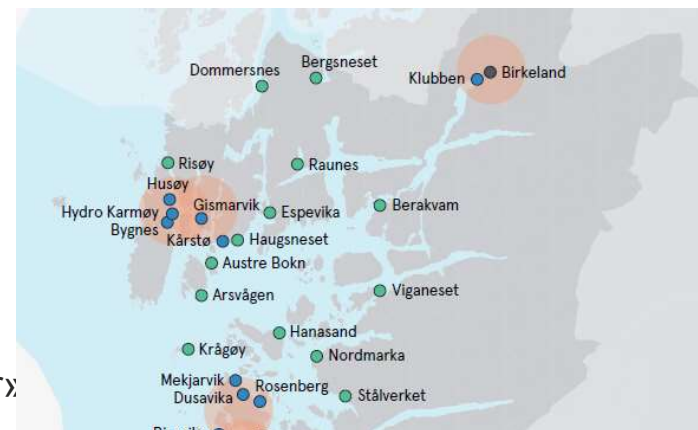 Bergsneset
Dommersnes
Klubben
Birkeland
Risøy
Raunes
Husøy
Hydro Karmøy
Gismarvik
Espevika
Berakvam
Bygnes
Kårstø
Haugsneset
Austre Bokn
Arsvågen
Viganeset
Hanasand
Krågøy
Nordmarka
Mekjarvik
Rosenberg
Dusavika
Stålverket